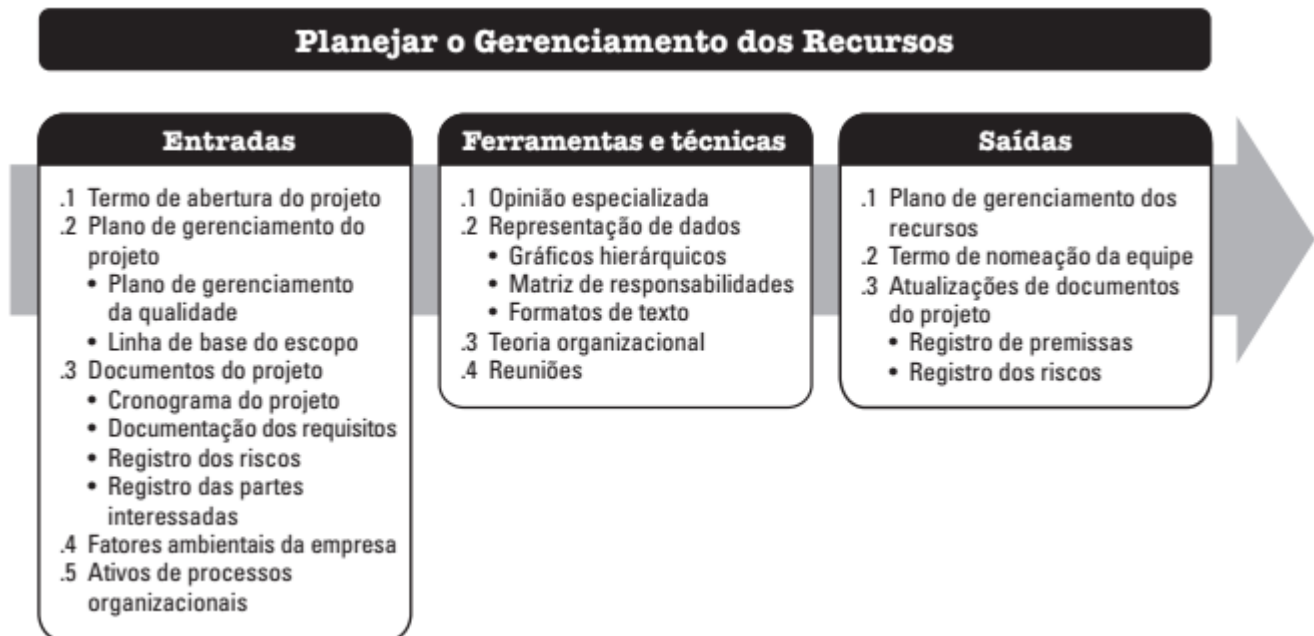 Planejar o Gerenciamento dos Recursos
Entradas
.1 Termo de abertura do projeto
.2 Plano de gerenciamento do
projeto
• Plano de gerenciamento
da qualidade
• Linha de base do escopo
.3 Documentos do projeto
• Cronograma do projeto
• Documentação dos requisitos
• Registro dos riscos
• Registro das partes
interessadas
.4 Fatores ambientais da empresa
.5 Ativos de processos
organizacionais
Ferramentas e técnicas
.1 Opinião especializada
.2 Representação de dados
• Gráficos hierárquicos
• Matriz de responsabilidades
• Formatos de texto
.3 Teoria organizacional
.4 Reuniões
Saídas
.1 Plano de gerenciamento dos
recursos
.2 Termo de nomeação da equipe
.3 Atualizações de documentos
do projeto
• Registro de premissas
• Registro dos riscos